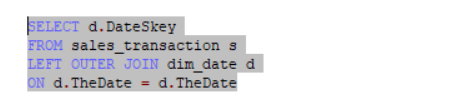 SELECT d.DateSkey
FROM sales_transaction s
LEFT OUTER JOIN dim_date d
ON d.TheDate = d.TheDate